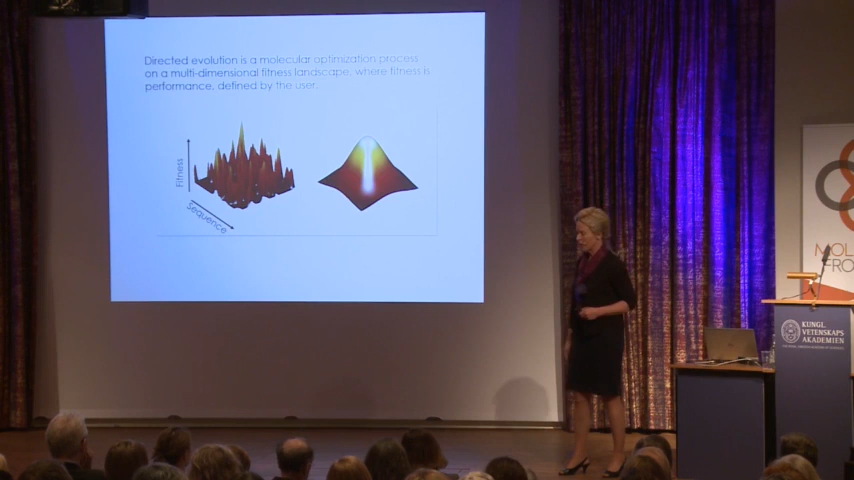 Directed evolution is a molecular optimization process
on a multi-dimensional fitness landscape, where fitness is
performance, defined by the user.
Fitness
Sequence
MOL
FRO
KUNGL.
VETENSKAPS
AKADEMIEN